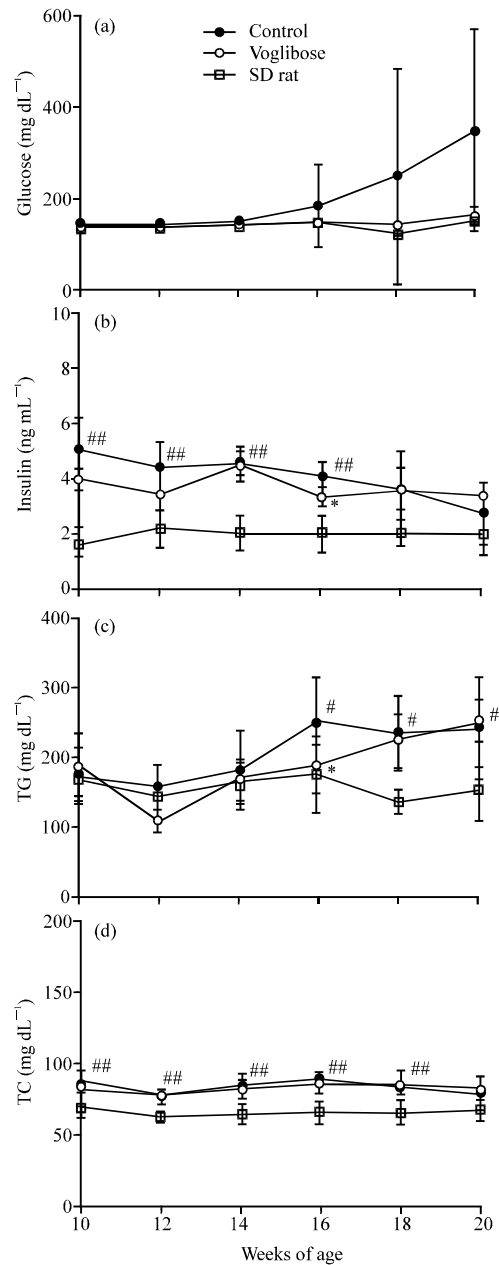 (a)
Control
Voglibose
SD rat
Glucose (mg dL⁻¹)
600
400
200
0
(b)
Insulin (ng mL⁻¹)
10
8
6
4
2
0
##
##
##
##
*
(c)
TG (mg dL⁻¹)
400
300
200
100
0
#
#
#
*
(d)
TC (mg dL⁻¹)
200
150
100
50
0
##
##
##
##
##
10 12 14 16 18 20
Weeks of age